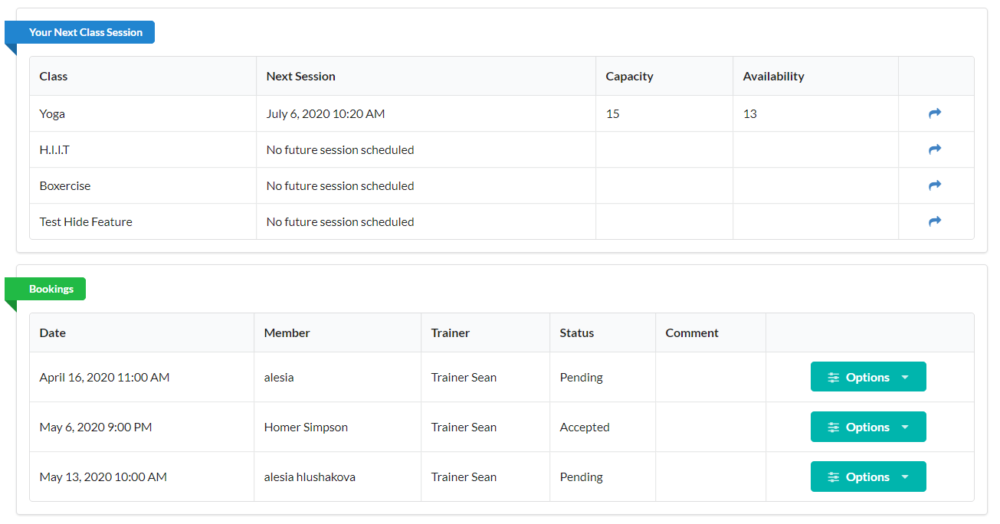 Your Next Class Session
Class Next Session Capacity Availability
Yoga July 6, 2020 10:20 AM 15 13
H.I.I.T No future session scheduled
Boxercise No future session scheduled
Test Hide Feature No future session scheduled
Bookings
Date Member Trainer Status Comment
April 16, 2020 11:00 AM alesia Trainer Sean Pending Options
May 6, 2020 9:00 PM Homer Simpson Trainer Sean Accepted Options
May 13, 2020 10:00 AM alesia hlushakova Trainer Sean Pending Options